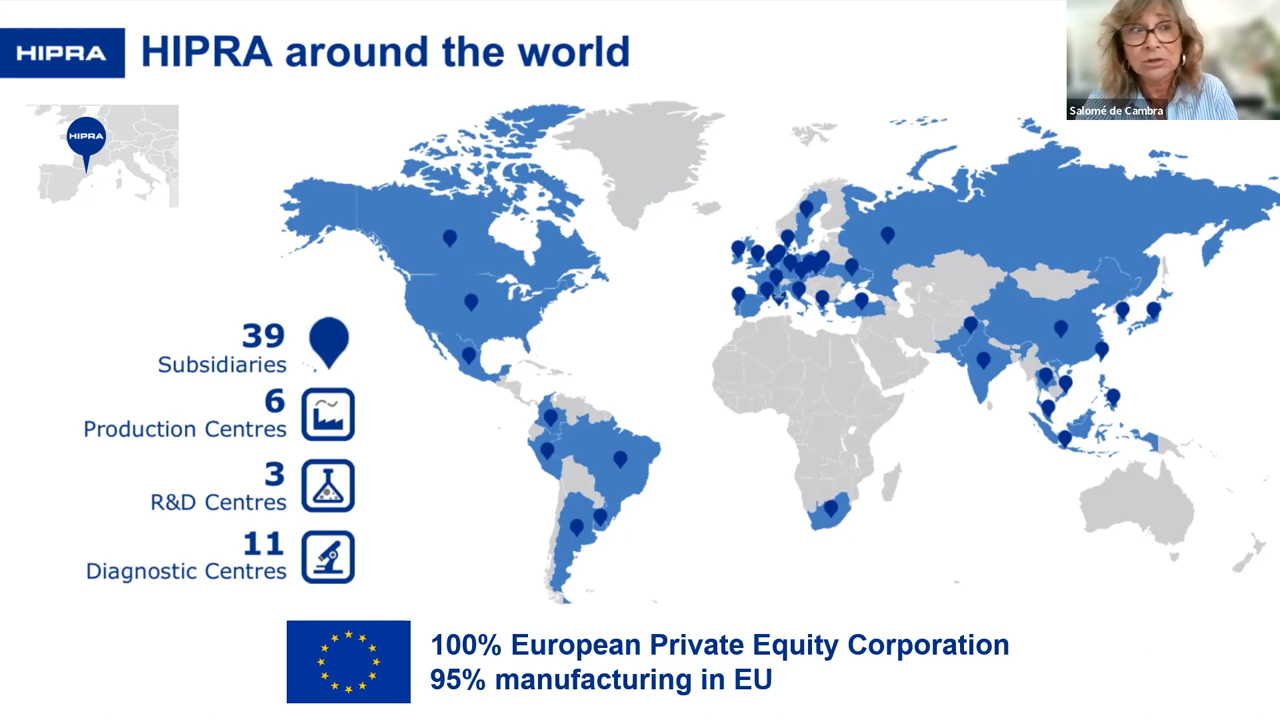 HIPRA
HIPRA around the world
Salomé de Cambra
HIPRA
39
Subsidiaries
6
Production Centres
3
R&D Centres
11
Diagnostic Centres
100% European Private Equity Corporation
95% manufacturing in EU